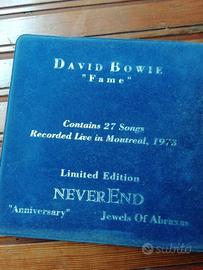 DAVID BOWIE
"Fame"
Contains 27 Songs
Recorded Live in Montreal, 1973
Limited Edition
NEVEREND
"Anniversary" Jewels Of Abraxas
subito